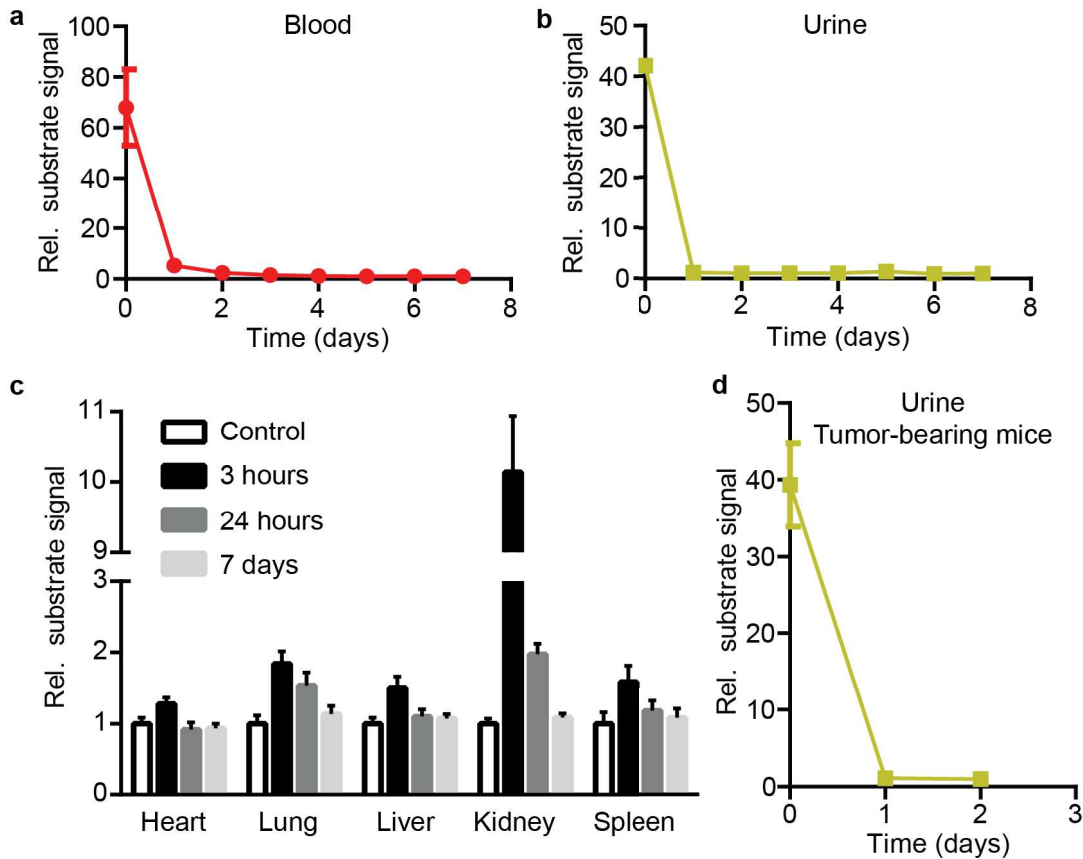 a
Blood
Rel. substrate signal
100
80
60
40
20
0
0 2 4 6 8
Time (days)
b
Urine
Rel. substrate signal
50
40
30
20
10
0
0 2 4 6 8
Time (days)
c
Rel. substrate signal
11
10
9
3
2
1
0
Control
3 hours
24 hours
7 days
Heart Lung Liver Kidney Spleen
d
Urine
Tumor-bearing mice
Rel. substrate signal
50
40
30
20
10
0
0 1 2 3
Time (days)